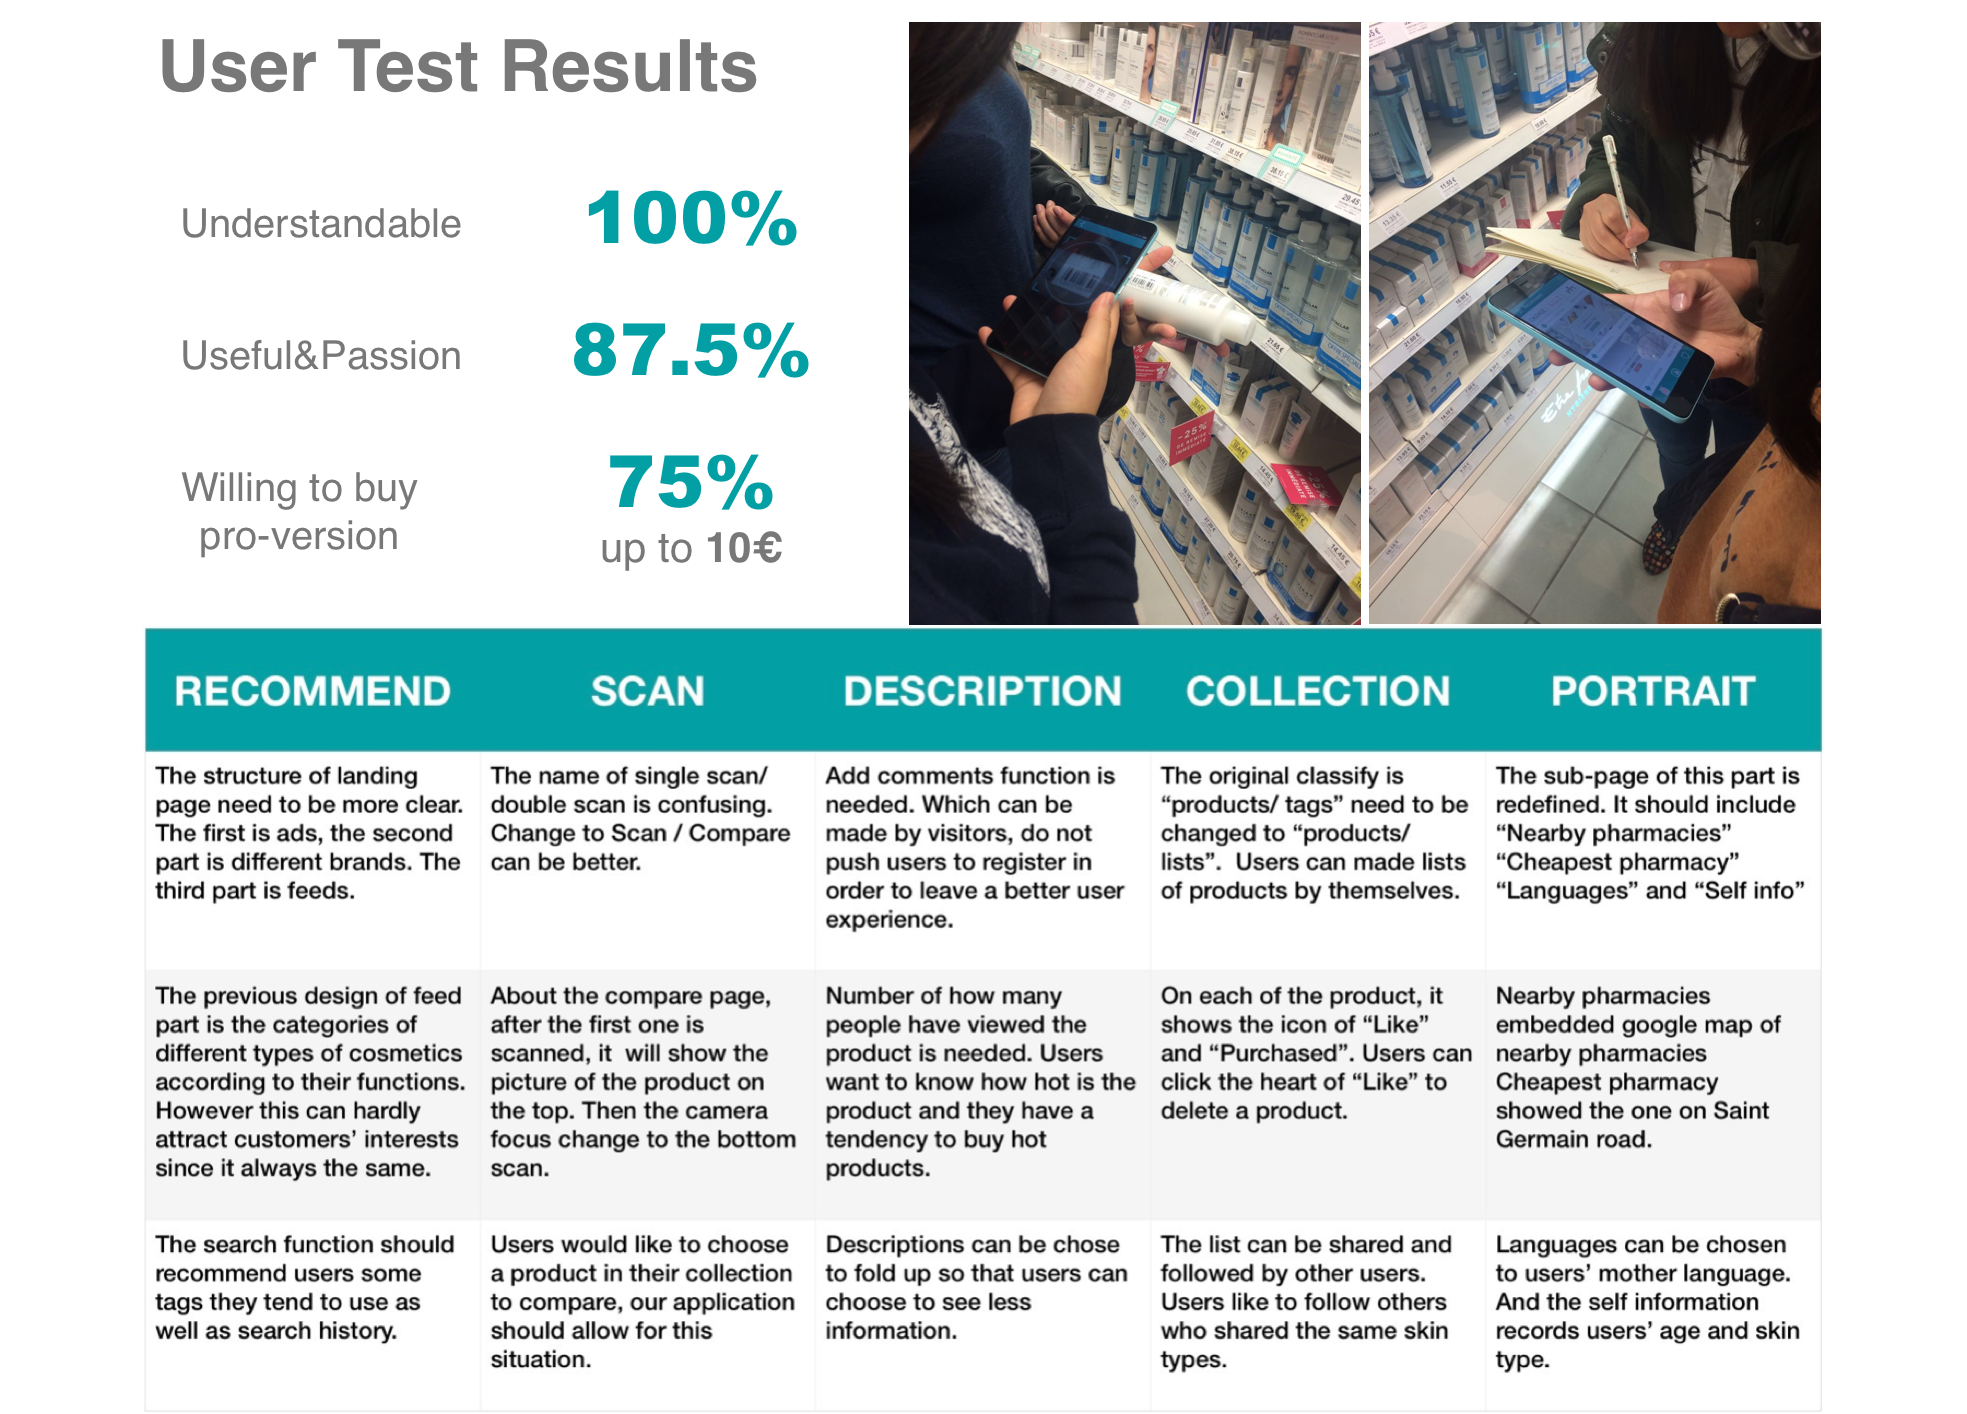 User Test Results
Understandable
100%
Useful&Passion
87.5%
Willing to buy
pro-version
75%
up to 10€
-25%
DE REMISE
IMMÉDIATE
RECOMMEND
SCAN
DESCRIPTION
COLLECTION
PORTRAIT
The structure of landing
page need to be more clear.
The first is ads, the second
part is different brands. The
third part is feeds.
The name of single scan/
double scan is confusing.
Change to Scan / Compare
can be better.
Add comments function is
needed. Which can be
made by visitors, do not
push users to register in
order to leave a better user
experience.
The original classify is
“products/ tags” need to be
changed to “products/
lists”.  Users can made lists
of products by themselves.
The sub-page of this part is
redefined. It should include
“Nearby pharmacies”
“Cheapest pharmacy”
“Languages” and “Self info”
The previous design of feed
part is the categories of
different types of cosmetics
according to their functions.
However this can hardly
attract customers’ interests
since it always the same.
About the compare page,
after the first one is
scanned, it  will show the
picture of the product on
the top. Then the camera
focus change to the bottom
scan.
Number of how many
people have viewed the
product is needed. Users
want to know how hot is the
product and they have a
tendency to buy hot
products.
On each of the product, it
shows the icon of “Like”
and “Purchased”. Users can
click the heart of “Like” to
delete a product.
Nearby pharmacies
embedded google map of
nearby pharmacies
Cheapest pharmacy
showed the one on Saint
Germain road.
The search function should
recommend users some
tags they tend to use as
well as search history.
Users would like to choose
a product in their collection
to compare, our application
should allow for this
situation.
Descriptions can be chose
to fold up so that users can
choose to see less
information.
The list can be shared and
followed by other users.
Users like to follow others
who shared the same skin
types.
Languages can be chosen
to users’ mother language.
And the self information
records users’ age and skin
type.